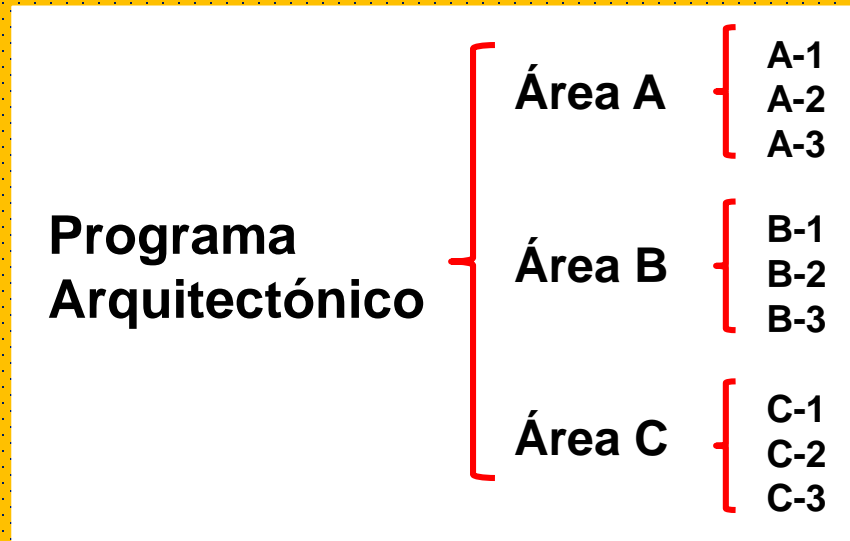 Programa
Arquitectónico
Área A
A-1
A-2
A-3
Área B
B-1
B-2
B-3
Área C
C-1
C-2
C-3